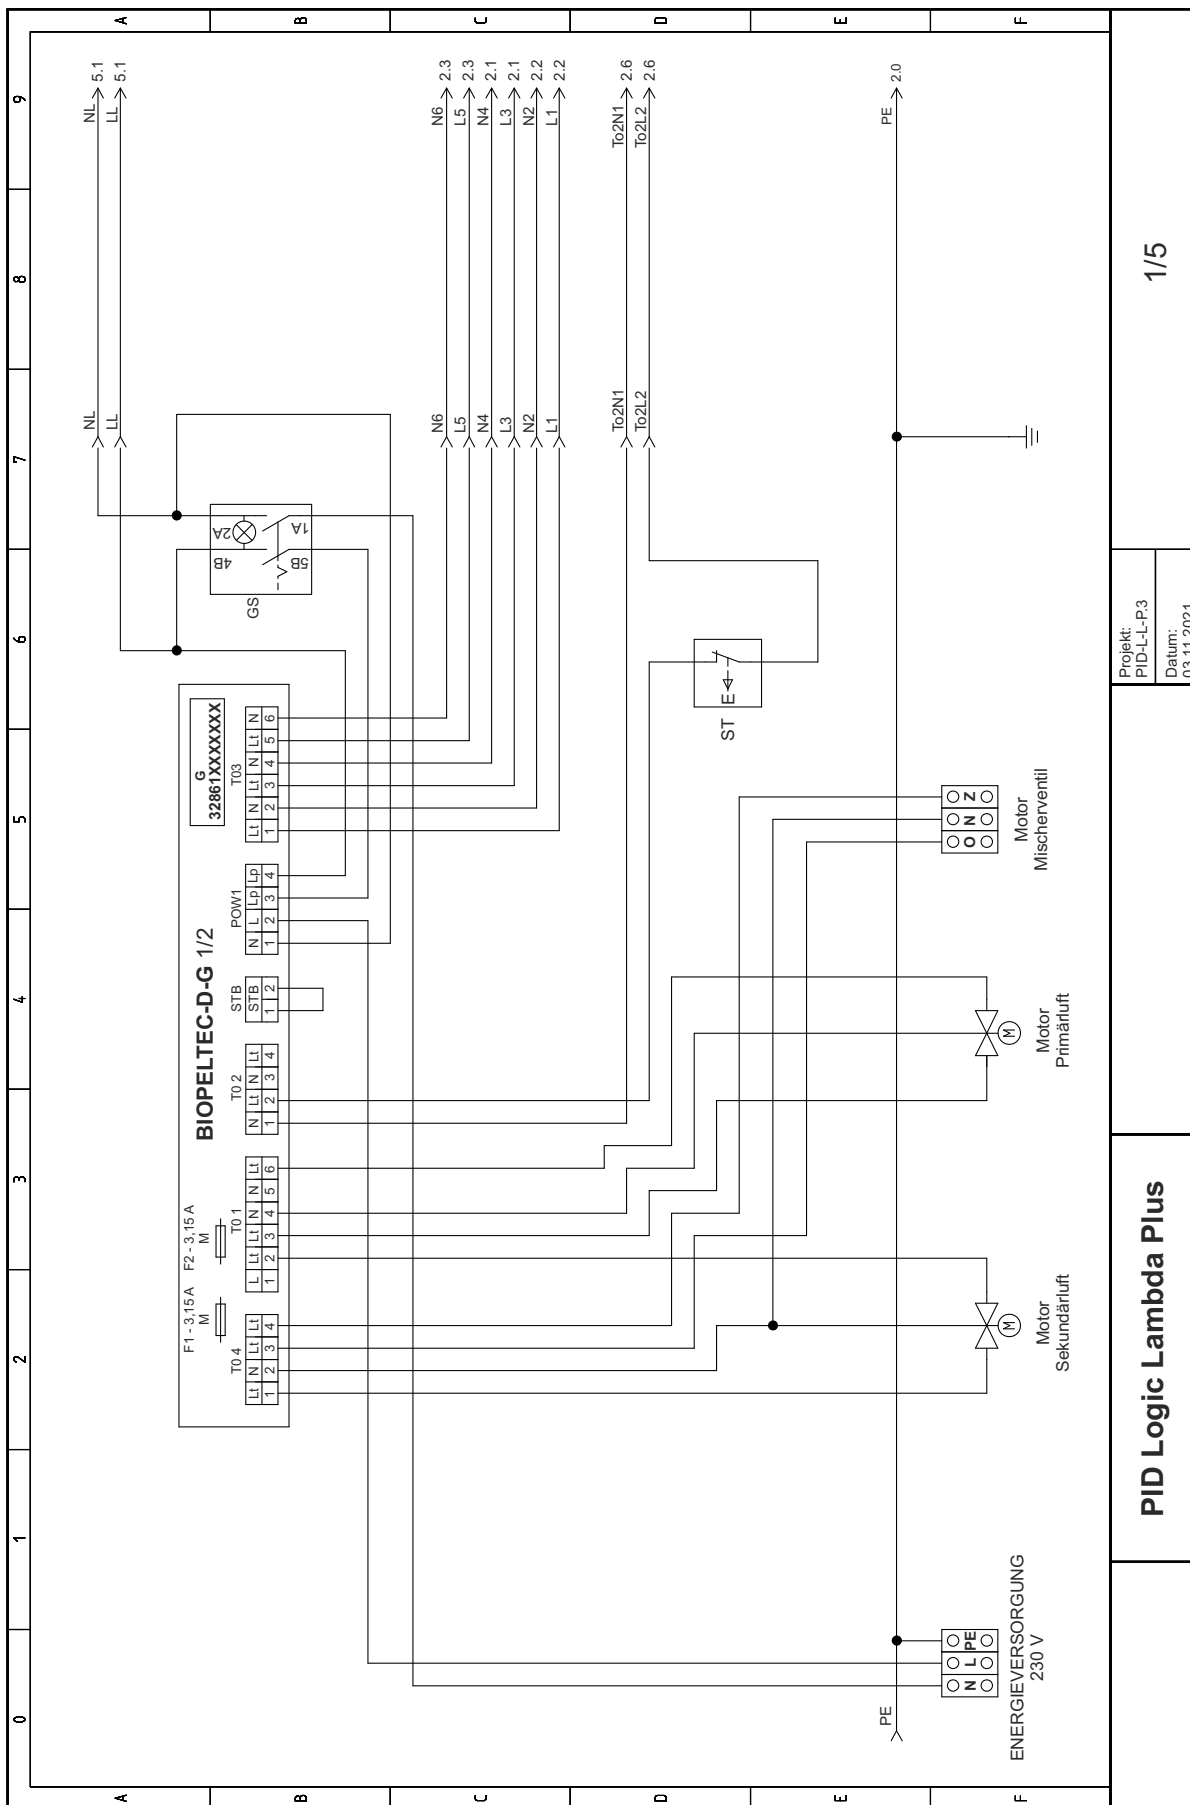 0 1 2 3 4 5 6 7 8 9
A A
B B
C C
D D
E E
F F
NL NL 5.1
LL LL 5.1
F1 - 3,15 A
M
F2 - 3,15 A
M
BIOPELTEC-D-G 1/2
G
32861XXXXXXX
T0 4 T0 1 T0 2 STB POW1 T03
Lt N Lt Lt
1 2 3 4
L Lt Lt N N Lt
1 2 3 4 5 6
N Lt N Lt
1 2 3 4
STB
1 2
N L Lp Lp
1 2 3 4
Lt N Lt N Lt N
1 2 3 4 5 6
4B 2A
5B 1A
GS
N6 N6 2.3
L5 L5 2.3
N4 N4 2.1
L3 L3 2.1
N2 N2 2.2
L1 L1 2.2
To2N1 To2N1 2.6
To2L2 To2L2 2.6
E
ST
PE PE 2.0
N L PE
ENERGIEVERSORGUNG
230 V
M
Motor
Sekundärluft
M
Motor
Primärluft
O N Z
Motor
Mischerventil
PID Logic Lambda Plus
Projekt:
PID-L-L-P.3
Datum:
03.11.2021
1/5